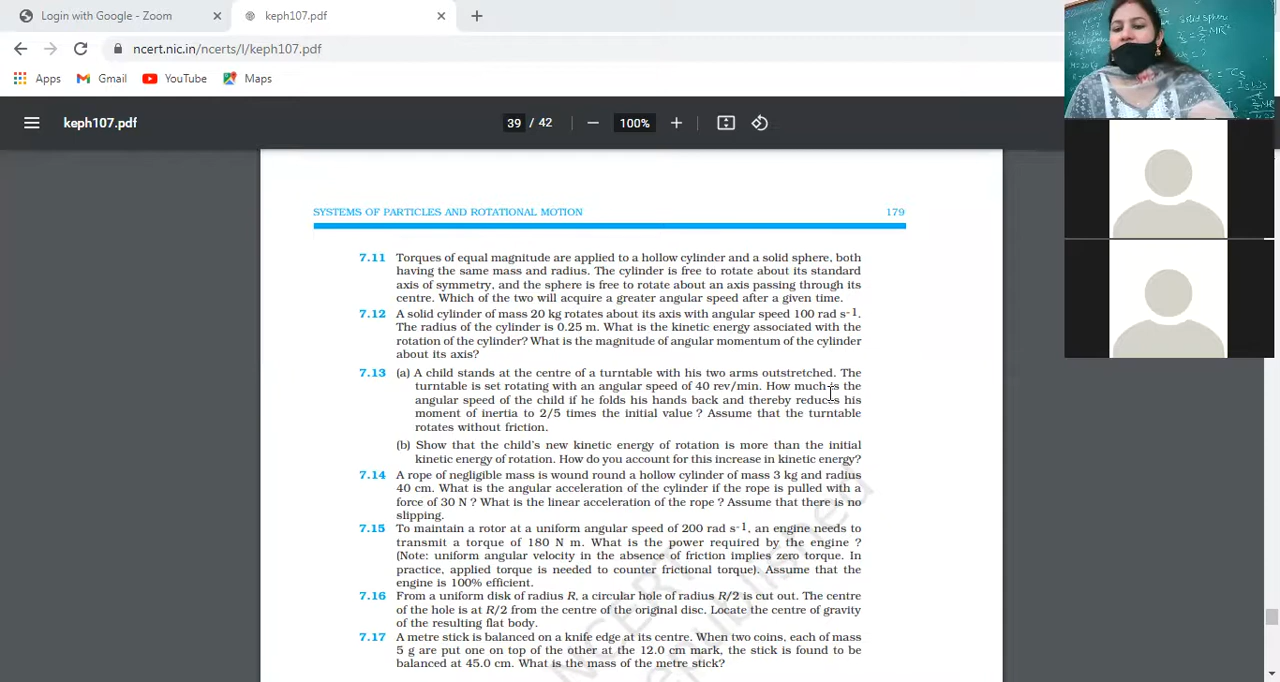 Login with Google - Zoom
keph107.pdf
ncert.nic.in/ncerts/l/keph107.pdf
Apps Gmail YouTube Maps
keph107.pdf
39 / 42
100%
SYSTEMS OF PARTICLES AND ROTATIONAL MOTION 179
7.11 Torques of equal magnitude are applied to a hollow cylinder and a solid sphere, both
having the same mass and radius. The cylinder is free to rotate about its standard
axis of symmetry, and the sphere is free to rotate about an axis passing through its
centre. Which of the two will acquire a greater angular speed after a given time.
7.12 A solid cylinder of mass 20 kg rotates about its axis with angular speed 100 rad s⁻¹.
The radius of the cylinder is 0.25 m. What is the kinetic energy associated with the
rotation of the cylinder? What is the magnitude of angular momentum of the cylinder
about its axis?
7.13 (a) A child stands at the centre of a turntable with his two arms outstretched. The
turntable is set rotating with an angular speed of 40 rev/min. How much is the
angular speed of the child if he folds his hands back and thereby reduces his
moment of inertia to 2/5 times the initial value ? Assume that the turntable
rotates without friction.
(b) Show that the child's new kinetic energy of rotation is more than the initial
kinetic energy of rotation. How do you account for this increase in kinetic energy?
7.14 A rope of negligible mass is wound round a hollow cylinder of mass 3 kg and radius
40 cm. What is the angular acceleration of the cylinder if the rope is pulled with a
force of 30 N ? What is the linear acceleration of the rope ? Assume that there is no
slipping.
7.15 To maintain a rotor at a uniform angular speed of 200 rad s⁻¹, an engine needs to
transmit a torque of 180 N m. What is the power required by the engine ?
(Note: uniform angular velocity in the absence of friction implies zero torque. In
practice, applied torque is needed to counter frictional torque). Assume that the
engine is 100% efficient.
7.16 From a uniform disk of radius R, a circular hole of radius R/2 is cut out. The centre
of the hole is at R/2 from the centre of the original disc. Locate the centre of gravity
of the resulting flat body.
7.17 A metre stick is balanced on a knife edge at its centre. When two coins, each of mass
5 g are put one on top of the other at the 12.0 cm mark, the stick is found to be
balanced at 45.0 cm. What is the mass of the metre stick?
NCERT
Solid Sphere